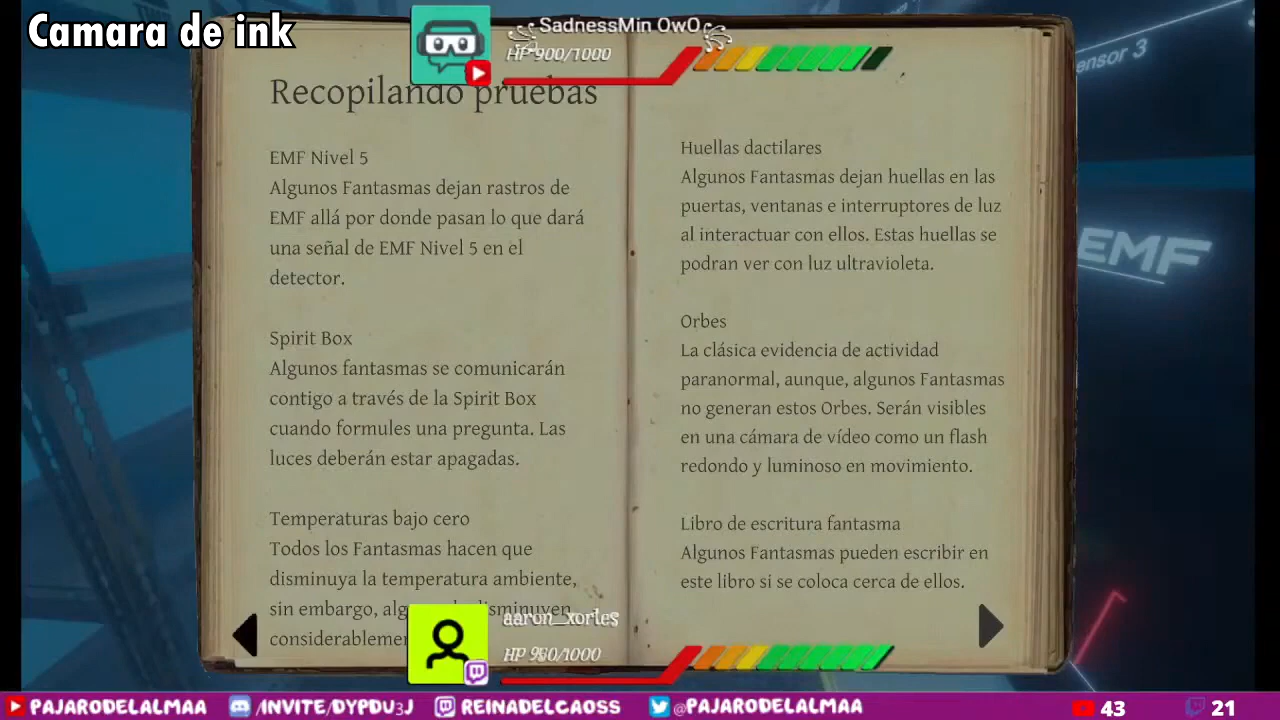 Camara de ink
SadnessMin OwO
HP 900/1000
ensor 3
EMF
Recopilando pruebas
EMF Nivel 5
Algunos Fantasmas dejan rastros de
EMF allá por donde pasan lo que dará
una señal de EMF Nivel 5 en el
detector.
Spirit Box
Algunos fantasmas se comunicarán
contigo a través de la Spirit Box
cuando formules una pregunta. Las
luces deberán estar apagadas.
Temperaturas bajo cero
Todos los Fantasmas hacen que
disminuya la temperatura ambiente,
sin embargo, disminuyen
Huellas dactilares
Algunos Fantasmas dejan huellas en las
puertas, ventanas e interruptores de luz
al interactuar con ellos. Estas huellas se
podran ver con luz ultravioleta.
Orbes
La clásica evidencia de actividad
paranormal, aunque, algunos Fantasmas
no generan estos Orbes. Serán visibles
en una cámara de vídeo como un flash
redondo y luminoso en movimiento.
Libro de escritura fantasma
Algunos Fantasmas pueden escribir en
este libro si se coloca cerca de ellos.
aaron_xortes
HP 980/1000
PAJARODELALMAA /INVITE/DYPDU3J REINADELCAOSS @PAJARODELALMAA 43 21